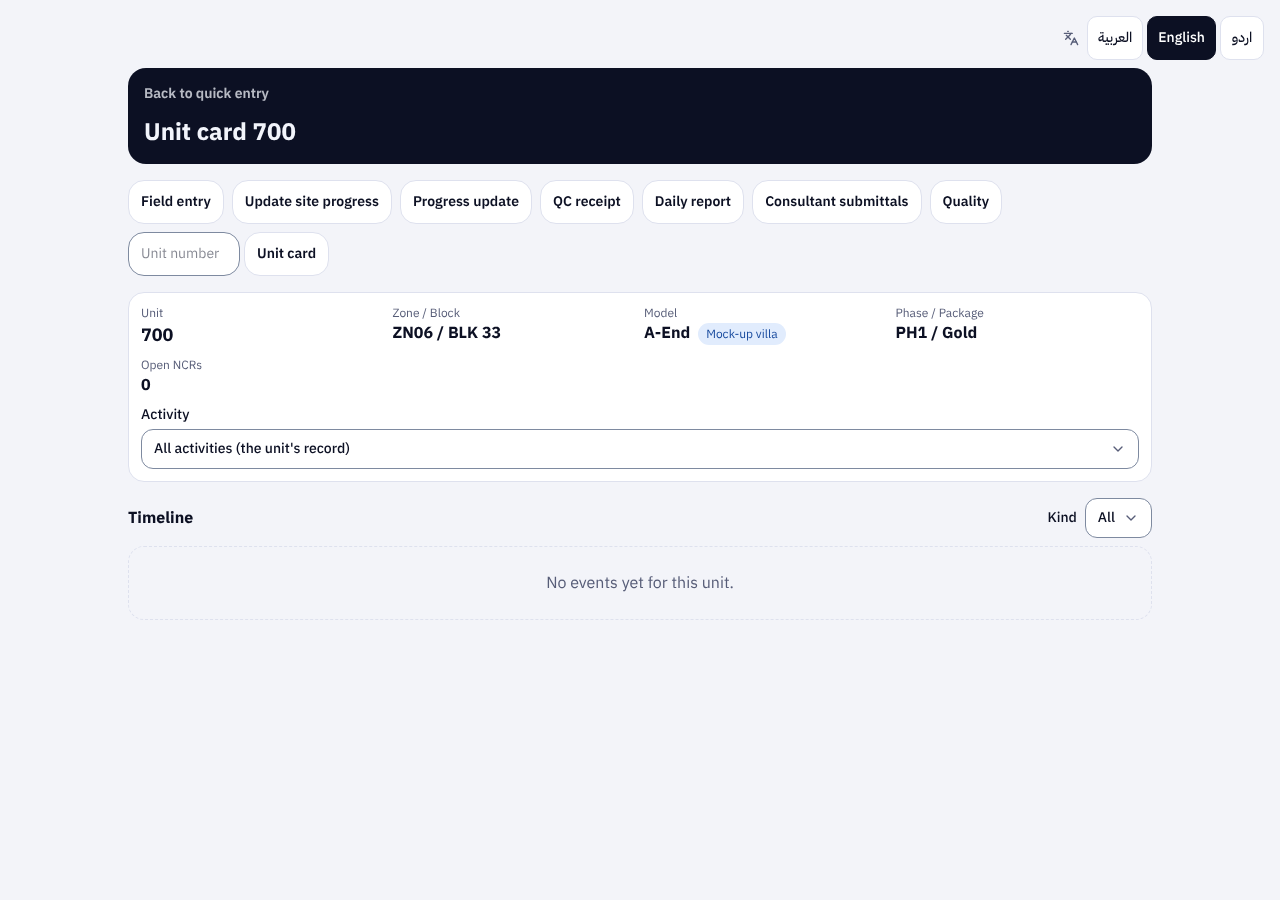 العربية
English
اردو
Back to quick entry
Unit card 700
Field entry
Update site progress
Progress update
QC receipt
Daily report
Consultant submittals
Quality
Unit number
Unit card
Unit
700
Zone / Block
ZN06 / BLK 33
Model
A-End Mock-up villa
Phase / Package
PH1 / Gold
Open NCRs
0
Activity
All activities (the unit's record)
Timeline
Kind
All
No events yet for this unit.